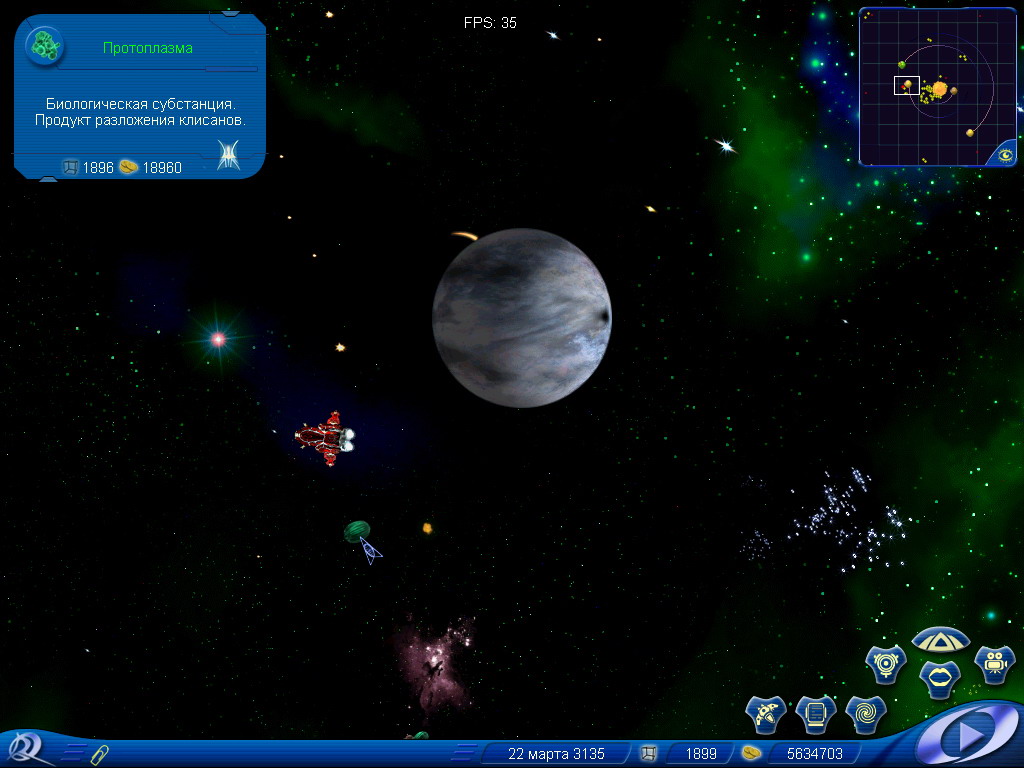 FPS: 35
Протоплазма
Биологическая субстанция.
Продукт разложения клисанов.
1896 18960
22 марта 3135 1899 5634703